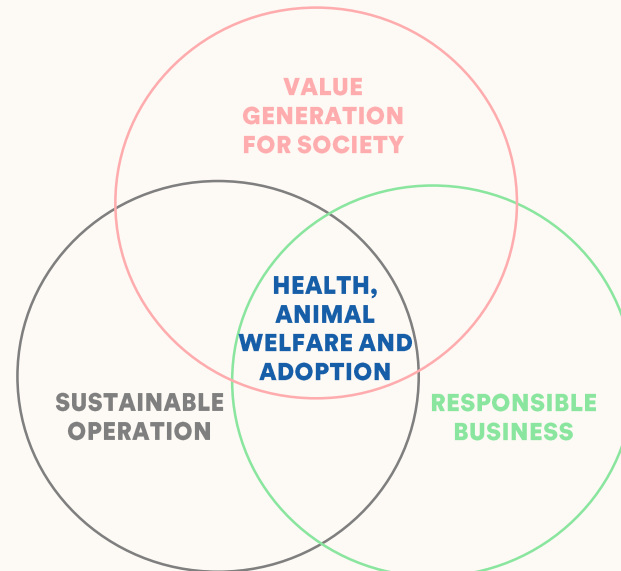 VALUE
GENERATION
FOR SOCIETY
HEALTH,
ANIMAL
WELFARE AND
ADOPTION
SUSTAINABLE
OPERATION
RESPONSIBLE
BUSINESS